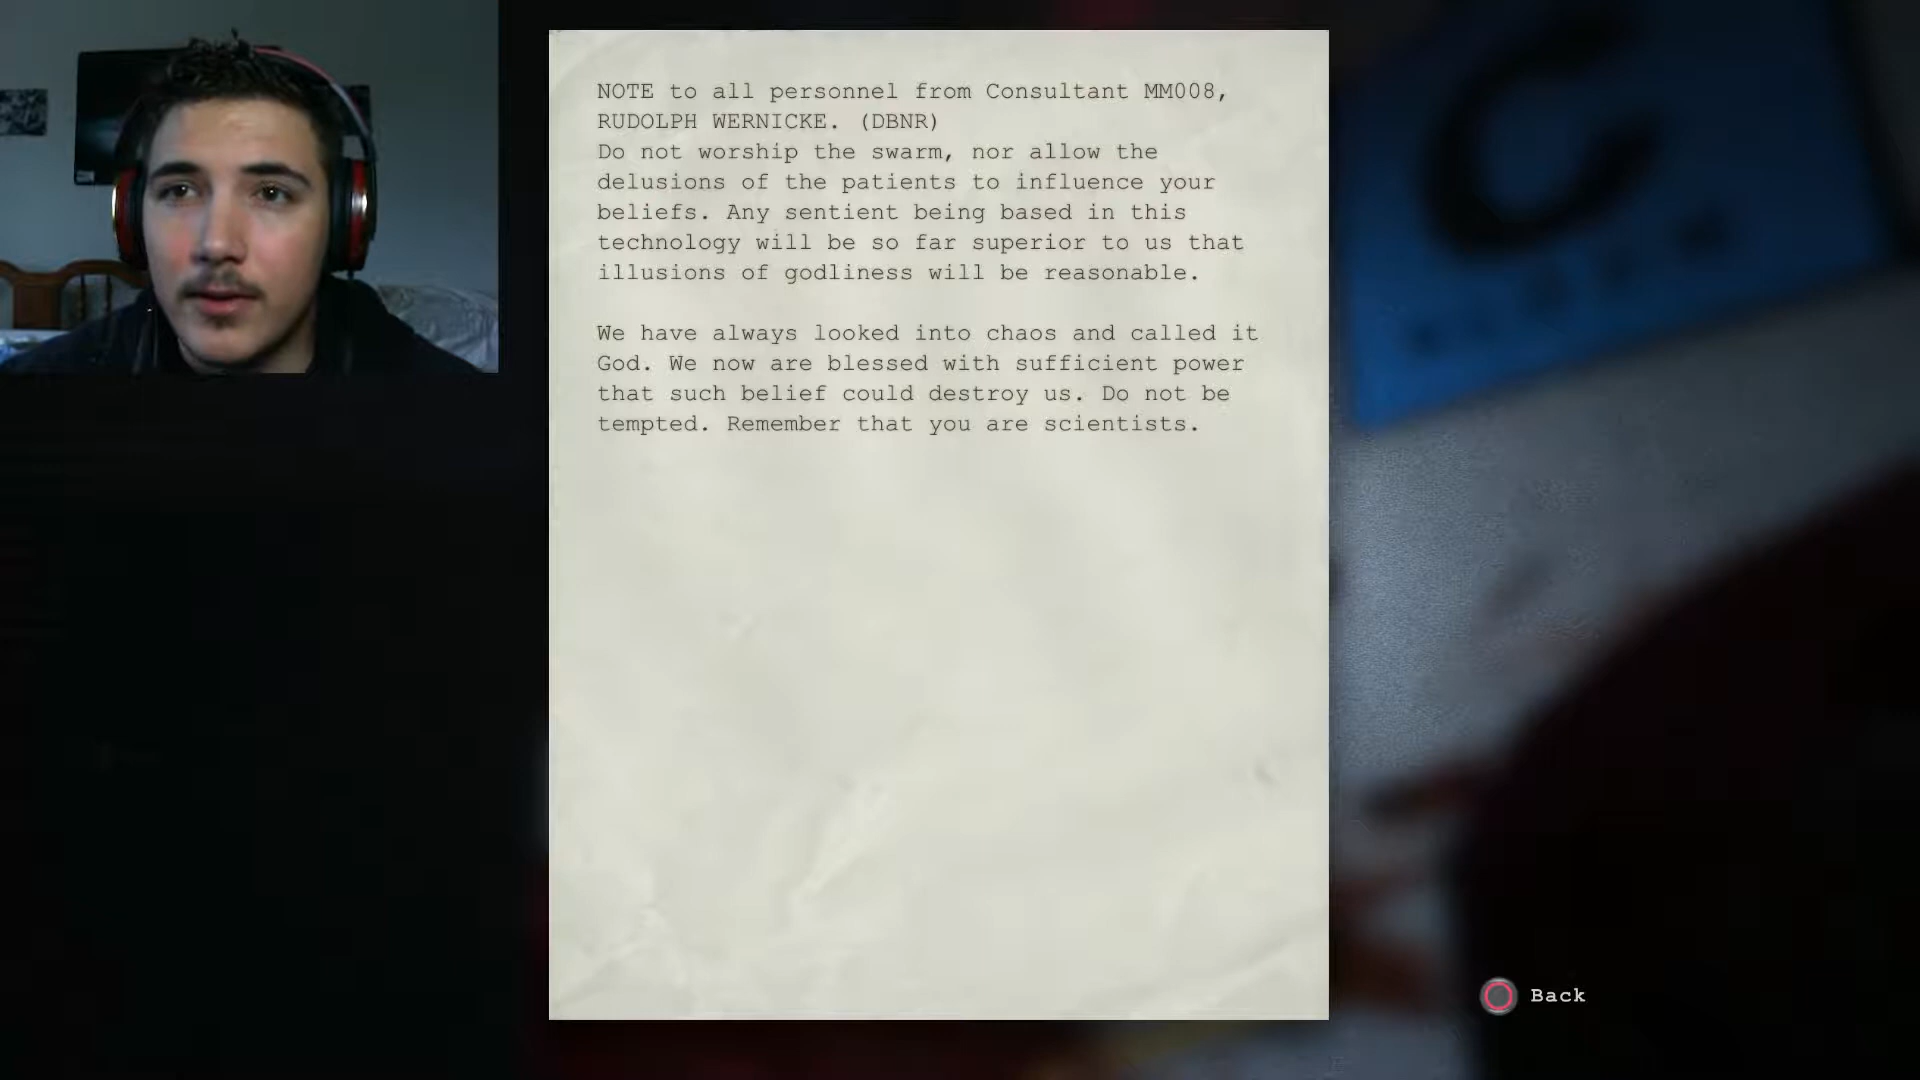 NOTE to all personnel from Consultant MM008,
RUDOLPH WERNICKE. (DBNR)
Do not worship the swarm, nor allow the
delusions of the patients to influence your
beliefs. Any sentient being based in this
technology will be so far superior to us that
illusions of godliness will be reasonable.
We have always looked into chaos and called it
God. We now are blessed with sufficient power
that such belief could destroy us. Do not be
tempted. Remember that you are scientists.
C
Back